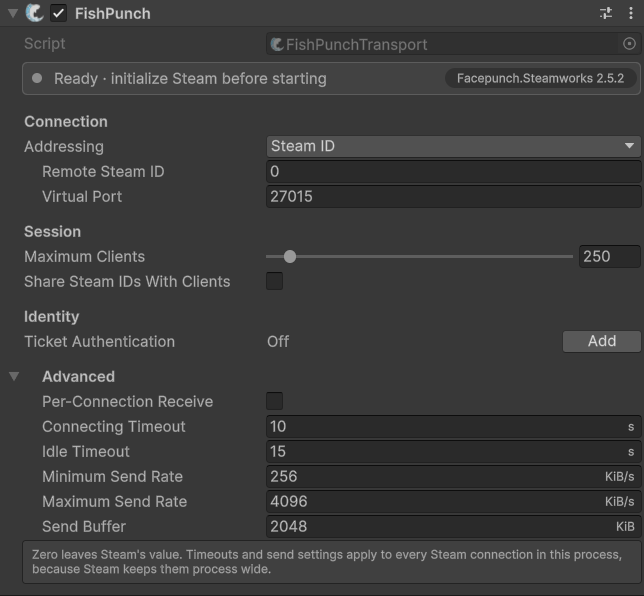 FishPunch
Script FishPunchTransport
Ready · initialize Steam before starting Facepunch.Steamworks 2.5.2
Connection
Addressing Steam ID
Remote Steam ID 0
Virtual Port 27015
Session
Maximum Clients 250
Share Steam IDs With Clients
Identity
Ticket Authentication Off Add
Advanced
Per-Connection Receive
Connecting Timeout 10 s
Idle Timeout 15 s
Minimum Send Rate 256 KiB/s
Maximum Send Rate 4096 KiB/s
Send Buffer 2048 KiB
Zero leaves Steam's value. Timeouts and send settings apply to every Steam connection in this process,
because Steam keeps them process wide.